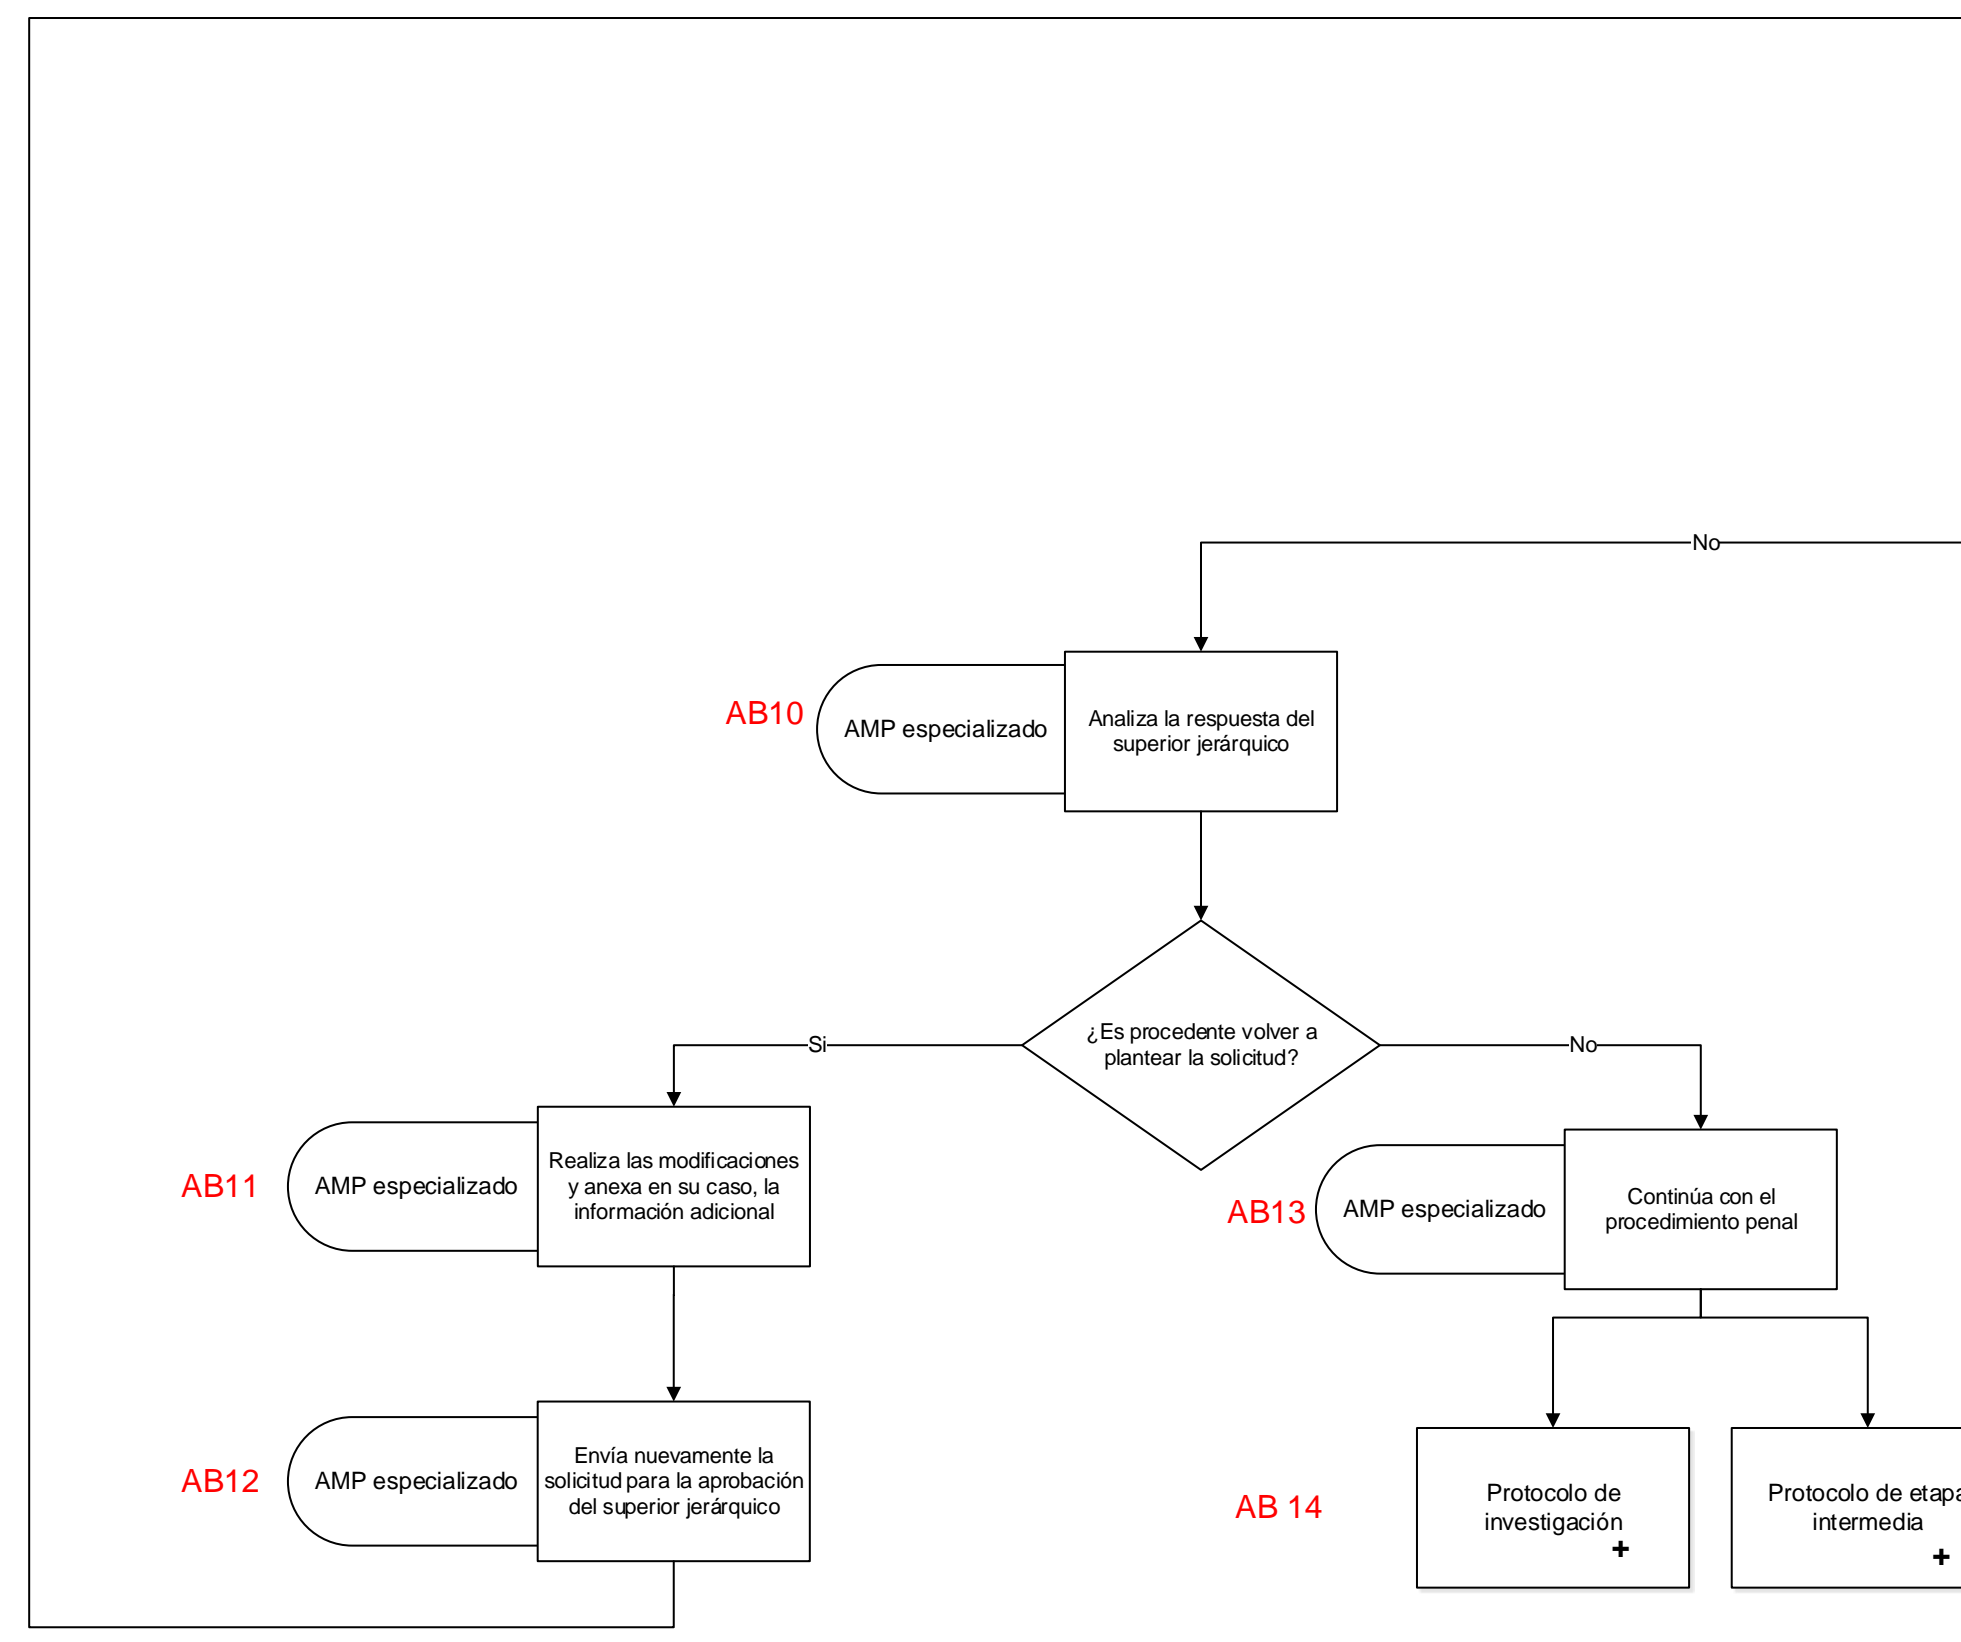 No
AB10
AMP especializado
Analiza la respuesta del
superior jerárquico
¿Es procedente volver a
plantear la solicitud?
Si
No
AB11
AMP especializado
Realiza las modificaciones
y anexa en su caso, la
información adicional
AB13
AMP especializado
Continúa con el
procedimiento penal
AB12
AMP especializado
Envía nuevamente la
solicitud para la aprobación
del superior jerárquico
AB 14
Protocolo de
investigación
+
Protocolo de etapa
intermedia
+